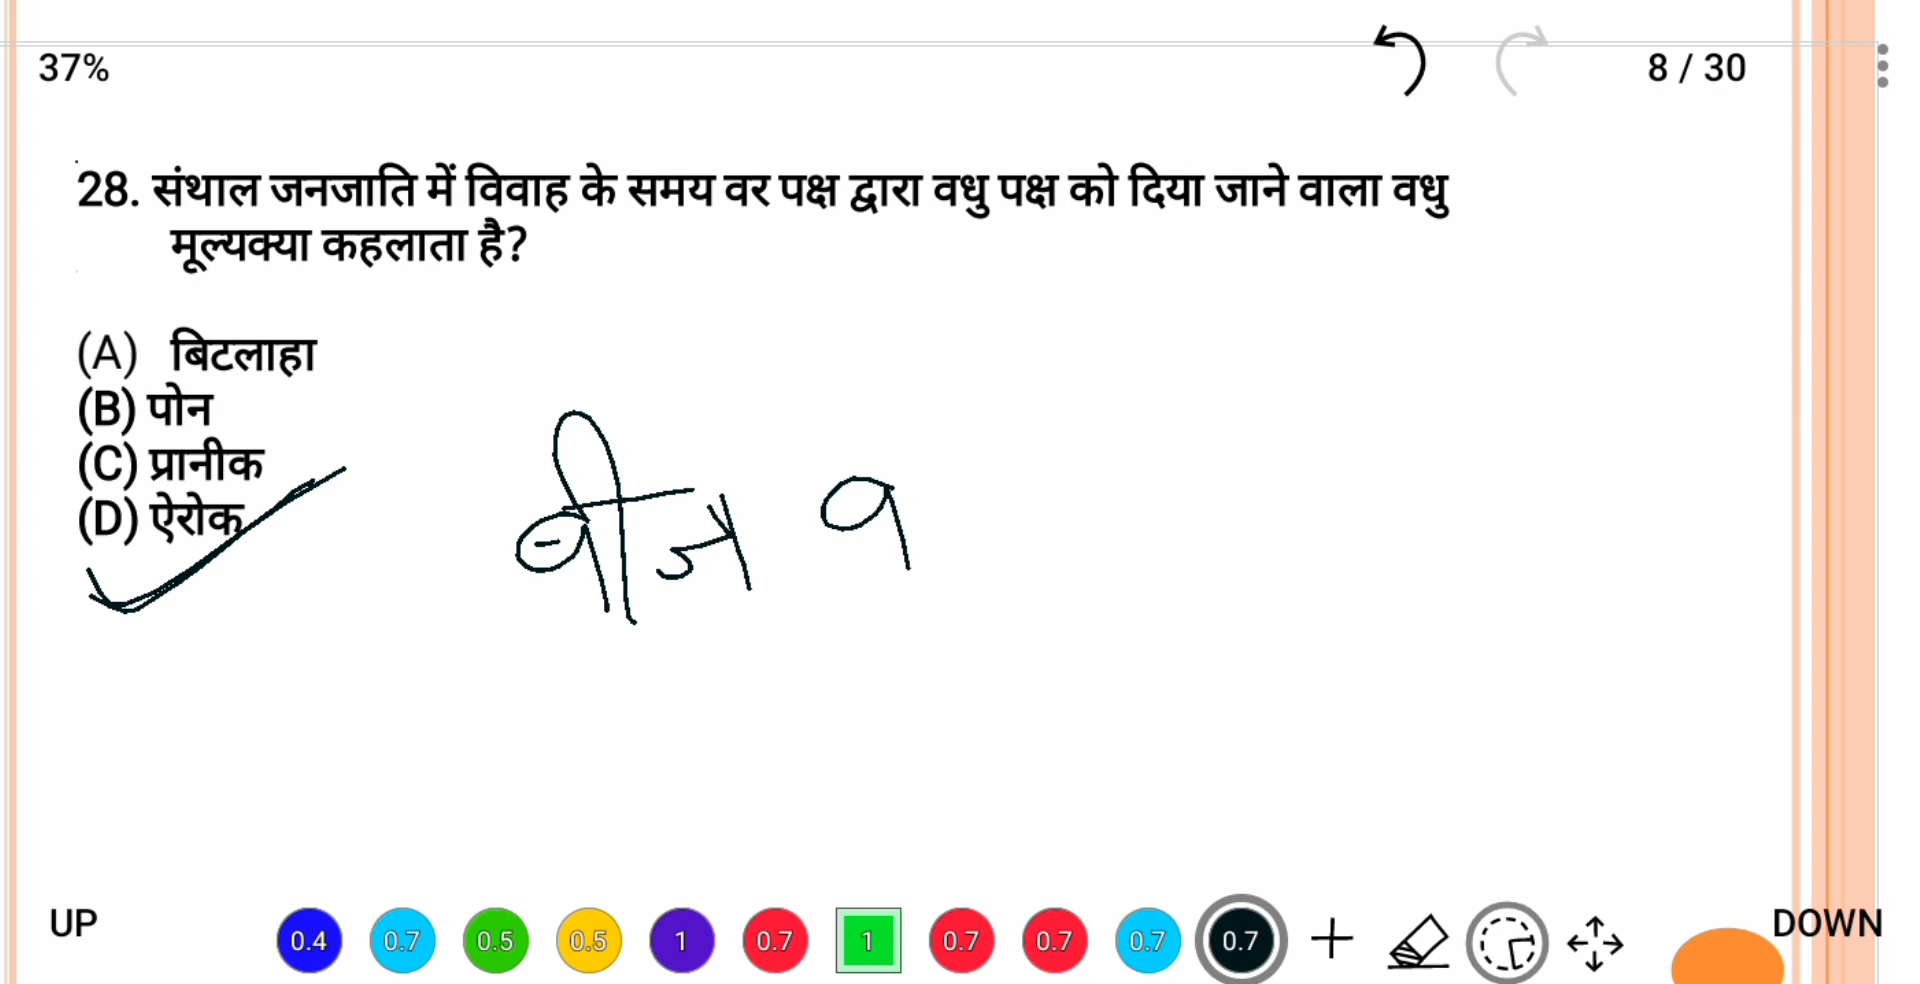 37%
8 / 30
28. संथाल जनजाति में विवाह के समय वर पक्ष द्वारा वधु पक्ष को दिया जाने वाला वधु
मूल्यक्या कहलाता है?
(A) बिटलाहा
(B) पोन
(C) प्रानीक
(D) ऐरोक
बीज
UP
0.4 0.7 0.5 0.5 1 0.7 1 0.7 0.7 0.7 0.7
DOWN